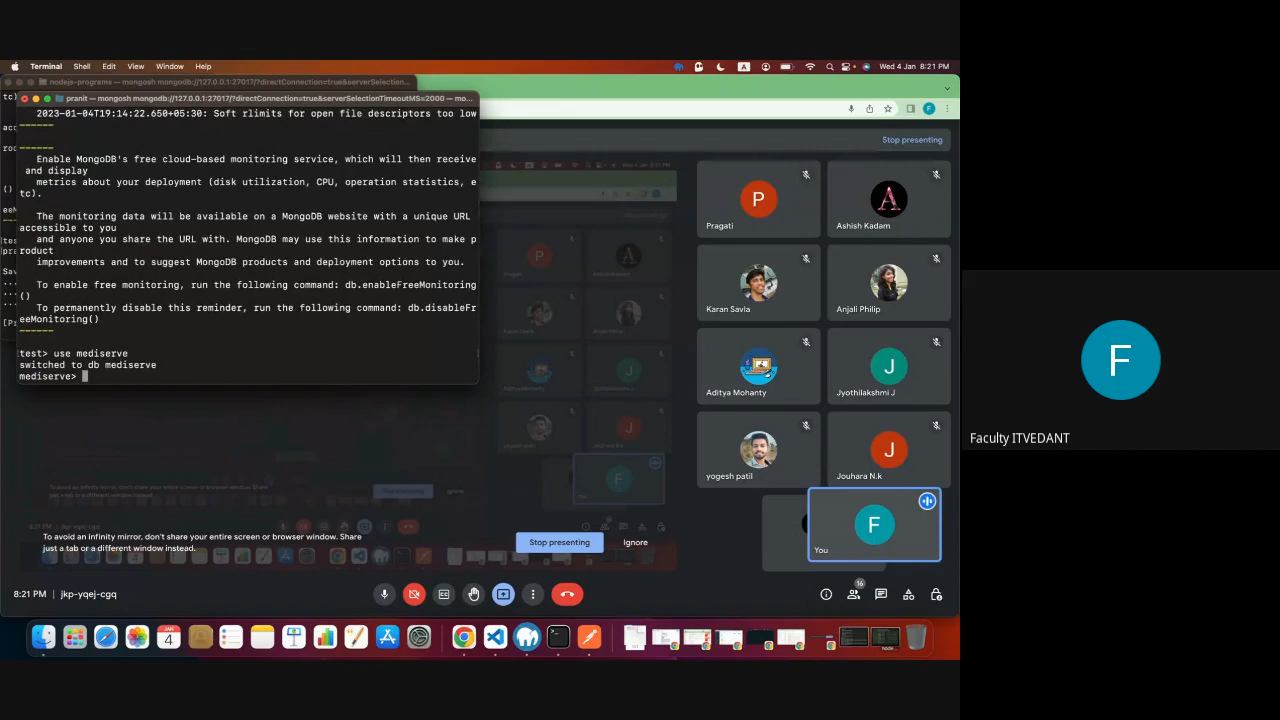 Terminal Shell Edit View Window Help
A
Wed 4 Jan 8:21 PM
nodejs-programs — mongosh mongodb://127.0.0.1:27017/?directConnection=true&serverSelection...
pranit — mongosh mongodb://127.0.0.1:27017/?directConnection=true&serverSelectionTimeoutMS=2000 — mo...
2023-01-04T19:14:22.650+05:30: Soft rlimits for open file descriptors too low
------
------
Enable MongoDB's free cloud-based monitoring service, which will then receive
and display
metrics about your deployment (disk utilization, CPU, operation statistics, e
tc).
The monitoring data will be available on a MongoDB website with a unique URL
accessible to you
and anyone you share the URL with. MongoDB may use this information to make p
roduct
improvements and to suggest MongoDB products and deployment options to you.
To enable free monitoring, run the following command: db.enableFreeMonitoring
()
To permanently disable this reminder, run the following command: db.disableFr
eeMonitoring()
------
test> use mediserve
switched to db mediserve
mediserve>
F
Stop presenting
P
Pragati
A
Ashish Kadam
Karan Savla
Anjali Philip
Aditya Mohanty
J
Jyothilakshmi J
yogesh patil
J
Jouhara N.k
F
You
To avoid an infinity mirror, don't share your entire screen or browser window. Share
just a tab or a different window instead.
Stop presenting
Ignore
8:21 PM | jkp-yqej-cgq
16
JAN
4
F
Faculty ITVEDANT